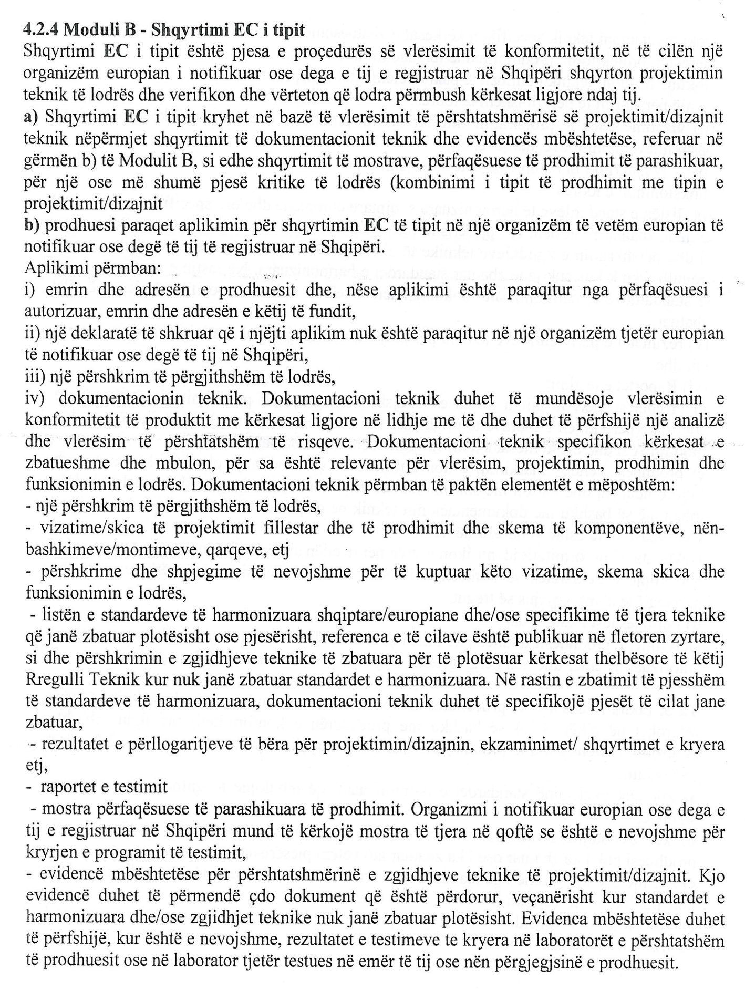 4.2.4 Moduli B - Shqyrtimi EC i tipit
Shqyrtimi EC i tipit është pjesa e proçedurës së vlerësimit të konformitetit, në të cilën një
organizëm europian i notifikuar ose dega e tij e regjistruar në Shqipëri shqyrton projektimin
teknik të lodrës dhe verifikon dhe vërteton që lodra përmbush kërkesat ligjore ndaj tij.
a) Shqyrtimi EC i tipit kryhet në bazë të vlerësimit të përshtatshmërisë së projektimit/dizajnit
teknik nëpërmjet shqyrtimit të dokumentacionit teknik dhe evidencës mbështetëse, referuar në
gërmën b) të Modulit B, si edhe shqyrtimit të mostrave, përfaqësuese të prodhimit të parashikuar,
për një ose më shumë pjesë kritike të lodrës (kombinimi i tipit të prodhimit me tipin e
projektimit/dizajnit
b) prodhuesi paraqet aplikimin për shqyrtimin EC të tipit në një organizëm të vetëm europian të
notifikuar ose degë të tij të regjistruar në Shqipëri.
Aplikimi përmban:
i) emrin dhe adresën e prodhuesit dhe, nëse aplikimi është paraqitur nga përfaqësuesi i
autorizuar, emrin dhe adresën e këtij të fundit,
ii) një deklaratë të shkruar që i njëjti aplikim nuk është paraqitur në një organizëm tjetër europian
të notifikuar ose degë të tij në Shqipëri,
iii) një përshkrim të përgjithshëm të lodrës,
iv) dokumentacionin teknik. Dokumentacioni teknik duhet të mundësoje vlerësimin e
konformitetit të produktit me kërkesat ligjore në lidhje me të dhe duhet të përfshijë një analizë
dhe vlerësim të përshtatshëm të risqeve. Dokumentacioni teknik specifikon kërkesat e
zbatueshme dhe mbulon, për sa është relevante për vlerësim, projektimin, prodhimin dhe
funksionimin e lodrës. Dokumentacioni teknik përmban të paktën elementët e mëposhtëm:
- një përshkrim të përgjithshëm të lodrës,
- vizatime/skica të projektimit fillestar dhe të prodhimit dhe skema të komponentëve, nën-
bashkimeve/montimeve, qarqeve, etj
- përshkrime dhe shpjegime të nevojshme për të kuptuar këto vizatime, skema skica dhe
funksionimin e lodrës,
- listën e standardeve të harmonizuara shqiptare/europiane dhe/ose specifikime të tjera teknike
që janë zbatuar plotësisht ose pjesërisht, referenca e të cilave është publikuar në fletoren zyrtare,
si dhe përshkrimin e zgjidhjeve teknike të zbatuara për të plotësuar kërkesat thelbësore të këtij
Rregulli Teknik kur nuk janë zbatuar standardet e harmonizuara. Në rastin e zbatimit të pjesshëm
të standardeve të harmonizuara, dokumentacioni teknik duhet të specifikojë pjesët të cilat jane
zbatuar,
- rezultatet e përllogaritjeve të bëra për projektimin/dizajnin, ekzaminimet/ shqyrtimet e kryera
etj,
- raportet e testimit
- mostra përfaqësuese të parashikuara të prodhimit. Organizmi i notifikuar europian ose dega e
tij e regjistruar në Shqipëri mund të kërkojë mostra të tjera në qoftë se është e nevojshme për
kryrjen e programit të testimit,
- evidencë mbështetëse për përshtatshmërinë e zgjidhjeve teknike të projektimit/dizajnit. Kjo
evidencë duhet të përmendë çdo dokument që është përdorur, veçanërisht kur standardet e
harmonizuara dhe/ose zgjidhjet teknike nuk janë zbatuar plotësisht. Evidenca mbështetëse duhet
të përfshijë, kur është e nevojshme, rezultatet e testimeve te kryera në laboratorët e përshtatshëm
të prodhuesit ose në laborator tjetër testues në emër të tij ose nën përgjegjsinë e prodhuesit.